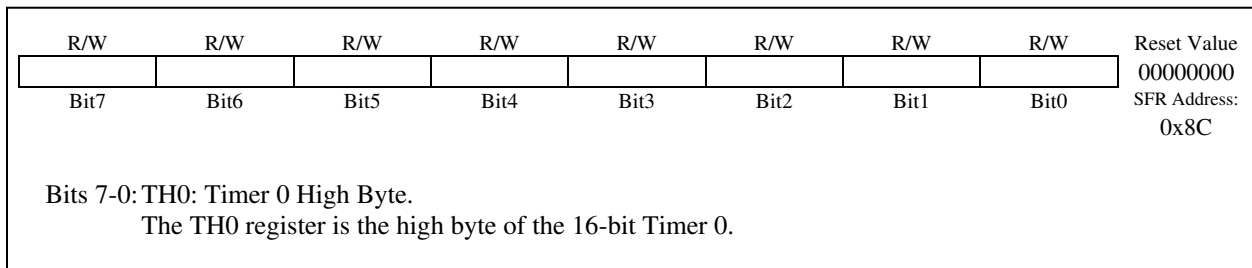 R/W R/W R/W R/W R/W R/W R/W R/W Reset Value
00000000
Bit7 Bit6 Bit5 Bit4 Bit3 Bit2 Bit1 Bit0 SFR Address:
0x8C
Bits 7-0: TH0: Timer 0 High Byte.
The TH0 register is the high byte of the 16-bit Timer 0.